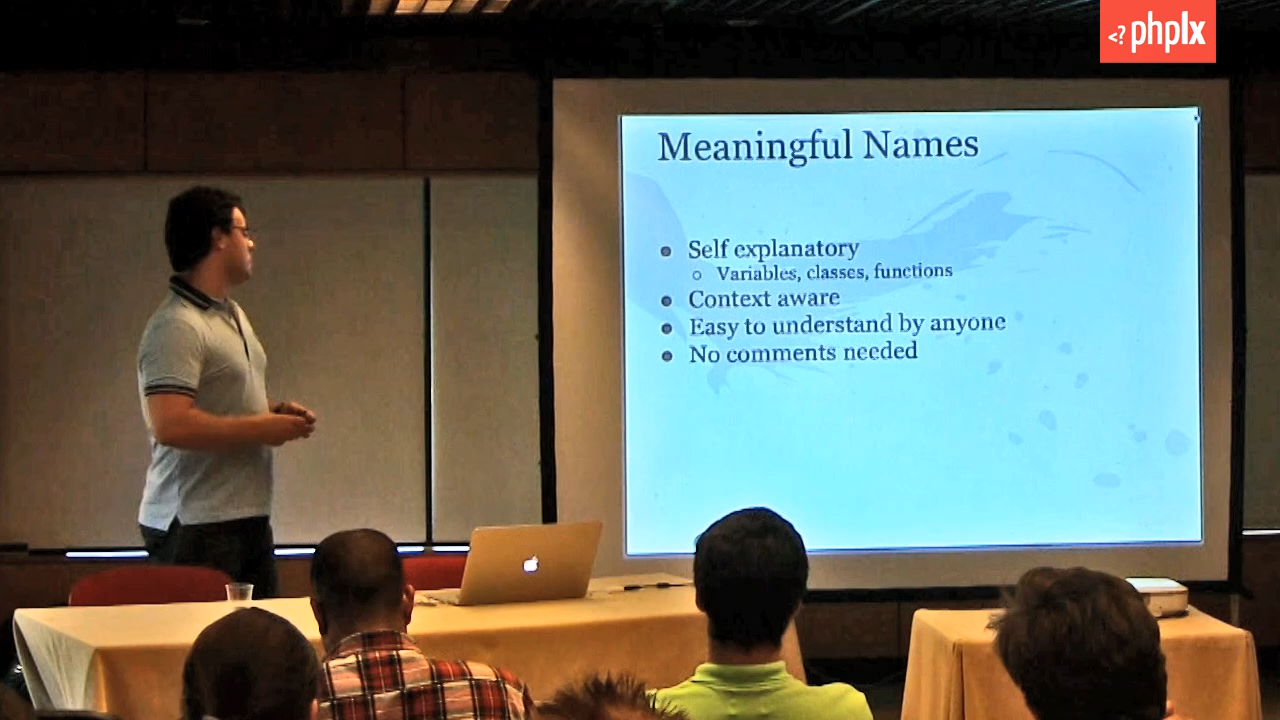 <? phplx
Meaningful Names
Self explanatory
Variables, classes, functions
Context aware
Easy to understand by anyone
No comments needed